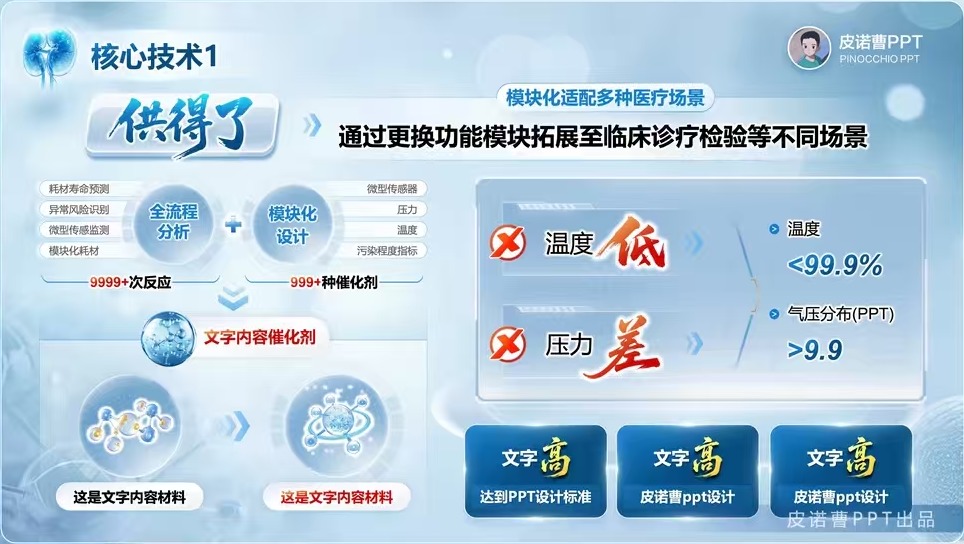 核心技术1
皮诺曹PPT
PINOCCHIO PPT
供得了
模块化适配多种医疗场景
通过更换功能模块拓展至临床诊疗检验等不同场景
耗材寿命预测
异常风险识别
微型传感监测
模块化耗材
全流程
分析
模块化
设计
微型传感器
压力
温度
污染程度指标
9999+次反应
999+种催化剂
文字内容催化剂
这是文字内容材料
这是文字内容材料
温度低
压力差
温度
<99.9%
气压分布(PPT)
>9.9
文字高
达到PPT设计标准
文字高
皮诺曹ppt设计
文字高
皮诺曹ppt设计
皮诺曹PPT出品